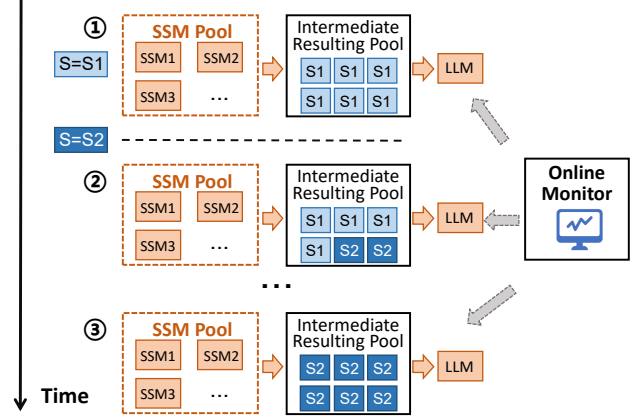 ①
SSM Pool
Intermediate
Resulting Pool
S=S1
SSM1 SSM2
S1 S1 S1
LLM
SSM3 ...
S1 S1 S1
S=S2
②
SSM Pool
Intermediate
Resulting Pool
Online
Monitor
SSM1 SSM2
S1 S1 S1
LLM
SSM3 ...
S1 S2 S2
...
③
SSM Pool
Intermediate
Resulting Pool
SSM1 SSM2
S2 S2 S2
LLM
SSM3 ...
S2 S2 S2
Time